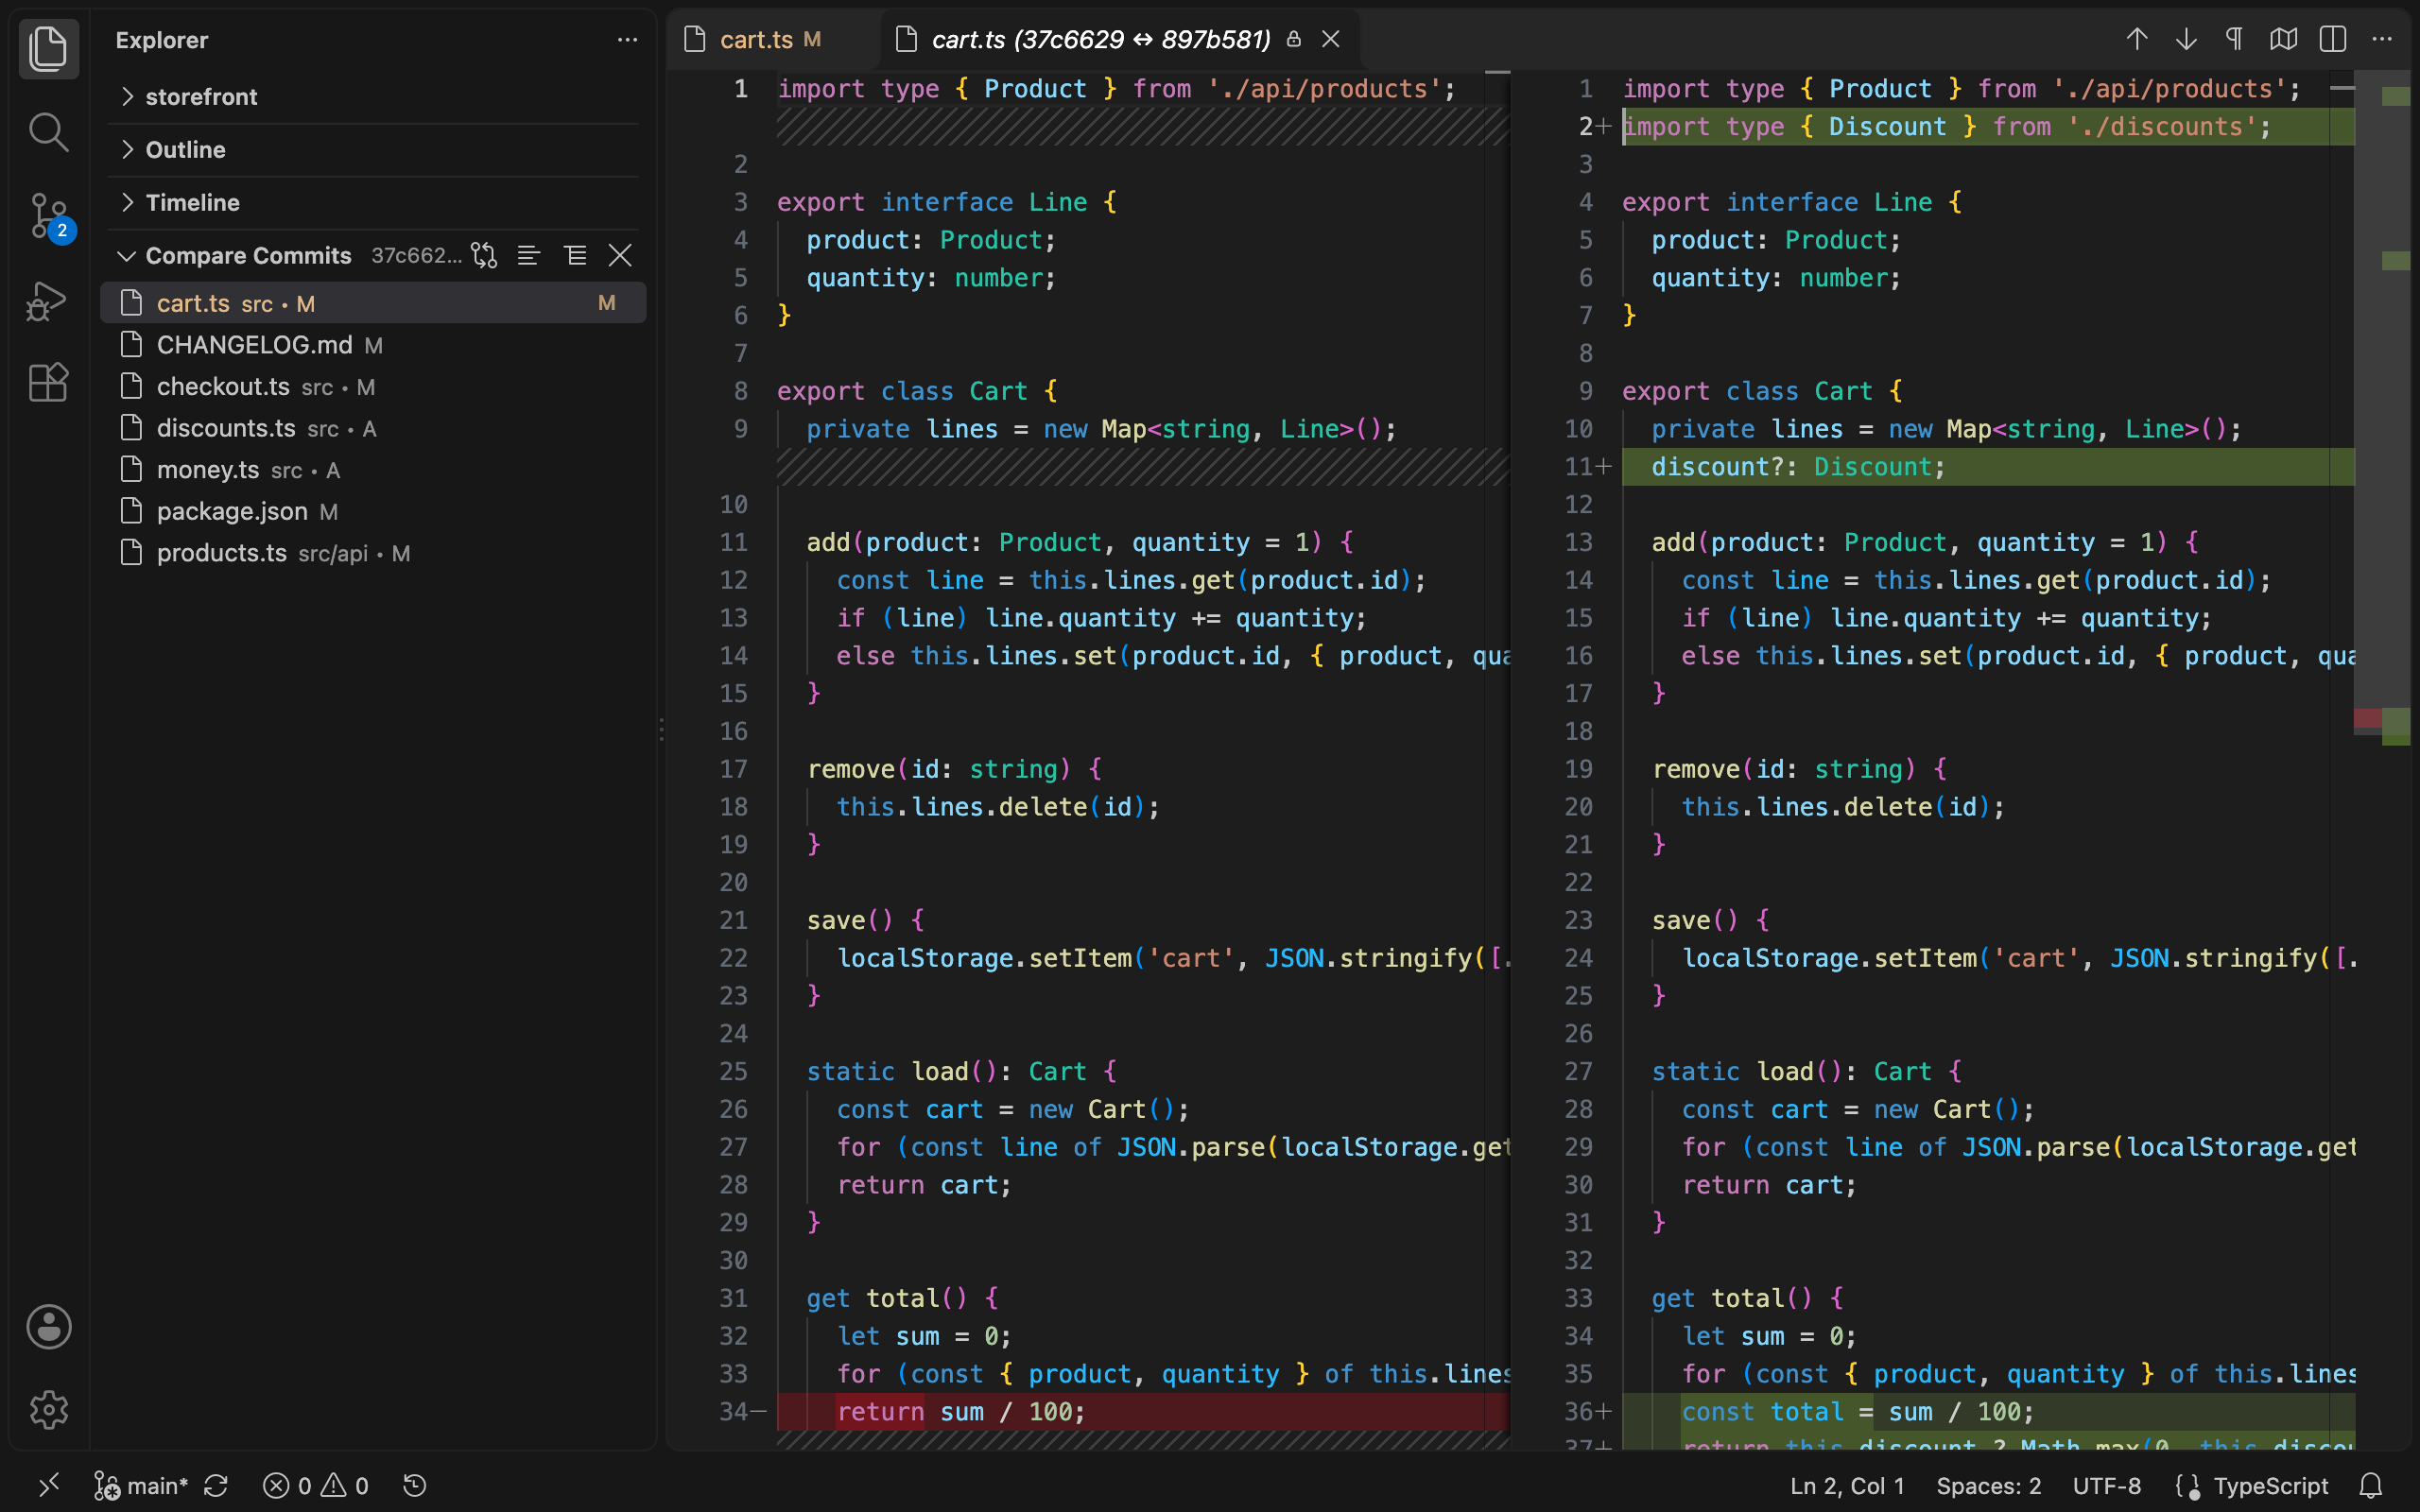 Explorer
storefront
Outline
Timeline
Compare Commits 37c662...
cart.ts src • M M
CHANGELOG.md M
checkout.ts src • M
discounts.ts src • A
money.ts src • A
package.json M
products.ts src/api • M
2
cart.ts M
cart.ts (37c6629 ↔ 897b581)
1 import type { Product } from './api/products';
2
3 export interface Line {
4 product: Product;
5 quantity: number;
6 }
7
8 export class Cart {
9 private lines = new Map<string, Line>();
10
11 add(product: Product, quantity = 1) {
12 const line = this.lines.get(product.id);
13 if (line) line.quantity += quantity;
14 else this.lines.set(product.id, { product, qua
15 }
16
17 remove(id: string) {
18 this.lines.delete(id);
19 }
20
21 save() {
22 localStorage.setItem('cart', JSON.stringify([.
23 }
24
25 static load(): Cart {
26 const cart = new Cart();
27 for (const line of JSON.parse(localStorage.get
28 return cart;
29 }
30
31 get total() {
32 let sum = 0;
33 for (const { product, quantity } of this.lines
34— return sum / 100;
1 import type { Product } from './api/products';
2+ import type { Discount } from './discounts';
3
4 export interface Line {
5 product: Product;
6 quantity: number;
7 }
8
9 export class Cart {
10 private lines = new Map<string, Line>();
11+ discount?: Discount;
12
13 add(product: Product, quantity = 1) {
14 const line = this.lines.get(product.id);
15 if (line) line.quantity += quantity;
16 else this.lines.set(product.id, { product, qua
17 }
18
19 remove(id: string) {
20 this.lines.delete(id);
21 }
22
23 save() {
24 localStorage.setItem('cart', JSON.stringify([.
25 }
26
27 static load(): Cart {
28 const cart = new Cart();
29 for (const line of JSON.parse(localStorage.get
30 return cart;
31 }
32
33 get total() {
34 let sum = 0;
35 for (const { product, quantity } of this.lines
36+ const total = sum / 100;
37+ return this.discount ? Math.max(0, this.discou
main* 0 0
Ln 2, Col 1 Spaces: 2 UTF-8 TypeScript